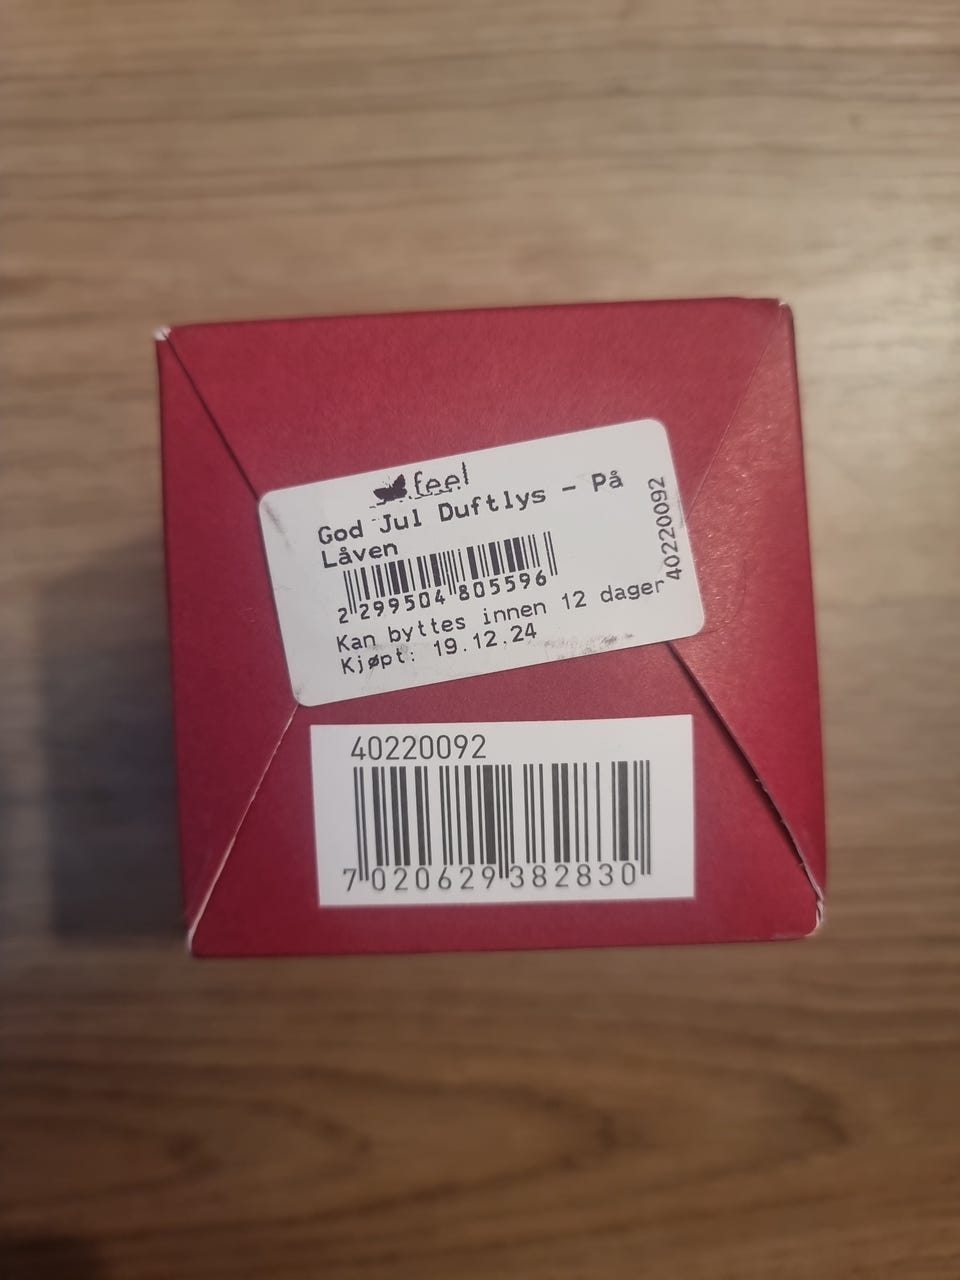 feel
God Jul Duftlys - På
Låven
2 299504 805596
Kan byttes innen 12 dager
Kjøpt: 19.12.24
40220092
40220092
7 020629 382830